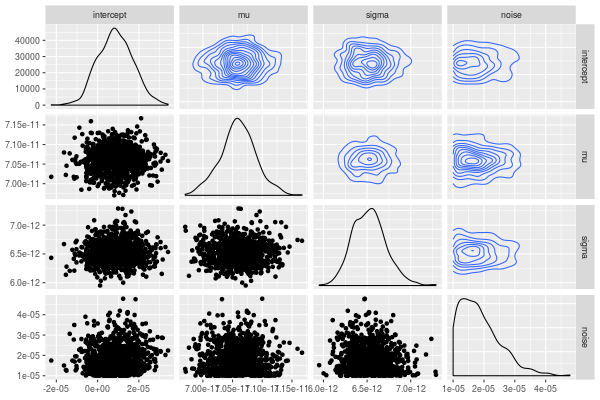 intercept mu sigma noise
40000
30000
20000
10000
0
intercept
7.15e-11
7.10e-11
7.05e-11
7.00e-11
mu
7.0e-12
6.5e-12
6.0e-12
sigma
4e-05
3e-05
2e-05
1e-05
noise
-2e-05 0e+00 2e-05 7.00e-11 7.05e-11 7.10e-11 7.15e-11 6.0e-12 6.5e-12 7.0e-12 1e-05 2e-05 3e-05 4e-05